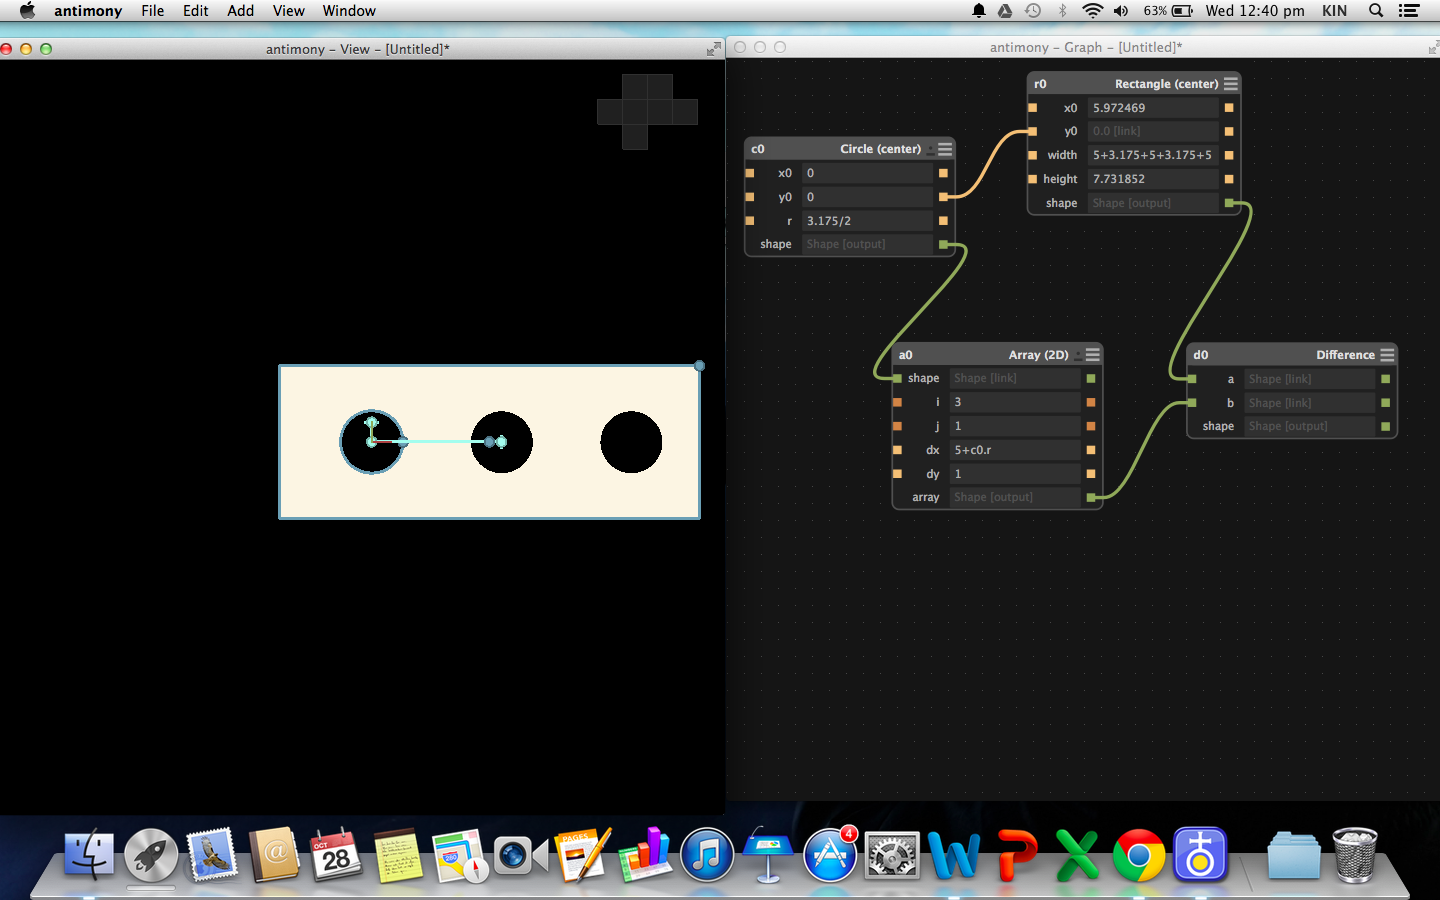 antimony File Edit Add View Window 63% Wed 12:40 pm KIN
antimony – View – [Untitled]*
antimony – Graph – [Untitled]*
c0 Circle (center)
x0 0
y0 0
r 3.175/2
shape Shape [output]
r0 Rectangle (center)
x0 5.972469
y0 0.0 [link]
width 5+3.175+5+3.175+5
height 7.731852
shape Shape [output]
a0 Array (2D)
shape Shape [link]
i 3
j 1
dx 5+c0.r
dy 1
array Shape [output]
d0 Difference
a Shape [link]
b Shape [link]
shape Shape [output]
OCT
28
280
PAGES
4